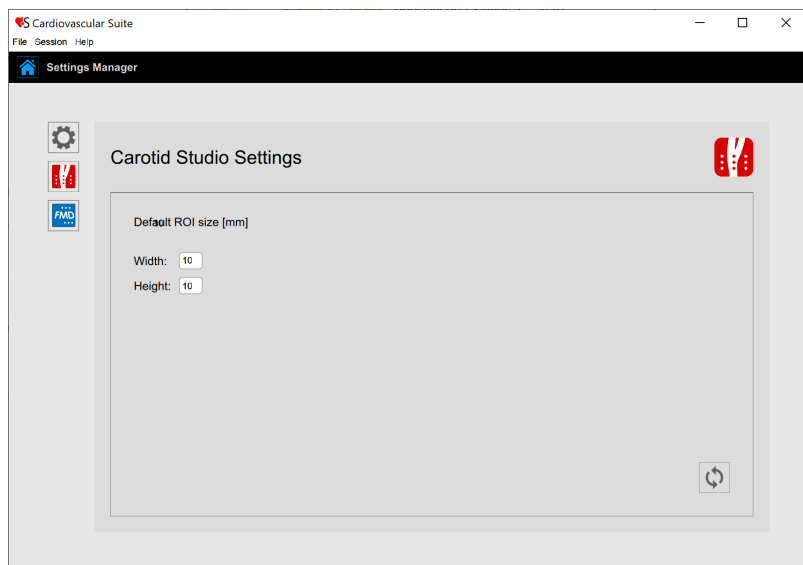 S Cardiovascular Suite
File Session Help
Settings Manager
Carotid Studio Settings
FMD
Default ROI size [mm]
Width: 10
Height: 10